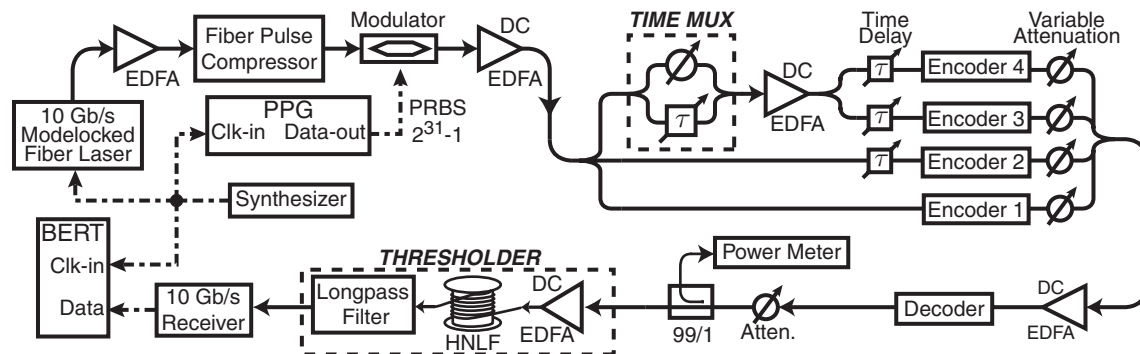 EDFA
Fiber Pulse
Compressor
Modulator
DC
EDFA
TIME MUX
τ
DC
EDFA
Time
Delay
Variable
Attenuation
τ
Encoder 4
τ
Encoder 3
τ
Encoder 2
Encoder 1
10 Gb/s
Modelocked
Fiber Laser
PPG
Clk-in Data-out
PRBS
2³¹-1
Synthesizer
BERT
Clk-in
Data
10 Gb/s
Receiver
THRESHOLDER
Longpass
Filter
HNLF
DC
EDFA
Power Meter
99/1
Atten.
Decoder
DC
EDFA